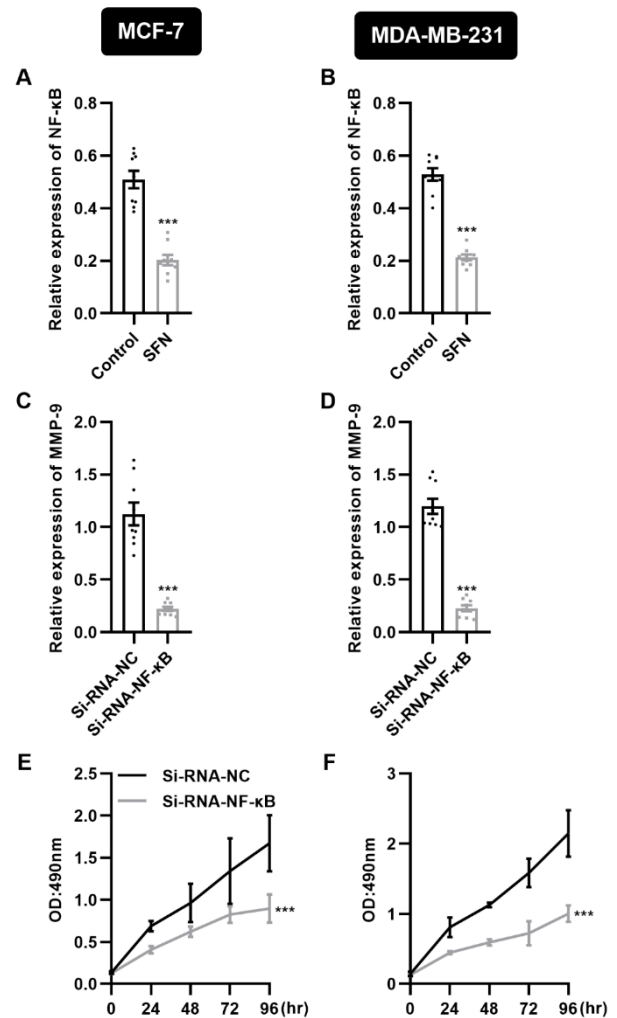 MCF-7
MDA-MB-231
A
Relative expression of NF-κB
0.8
0.6
0.4
0.2
0.0
***
Control
SFN
B
Relative expression of NF-κB
0.8
0.6
0.4
0.2
0.0
***
Control
SFN
C
Relative expression of MMP-9
2.0
1.5
1.0
0.5
0.0
***
Si-RNA-NC
Si-RNA-NF-κB
D
Relative expression of MMP-9
2.0
1.5
1.0
0.5
0.0
***
Si-RNA-NC
Si-RNA-NF-κB
E
OD:490nm
2.5
2.0
1.5
1.0
0.5
0.0
Si-RNA-NC
Si-RNA-NF-κB
***
0 24 48 72 96 (hr)
F
OD:490nm
3
2
1
0
***
0 24 48 72 96 (hr)